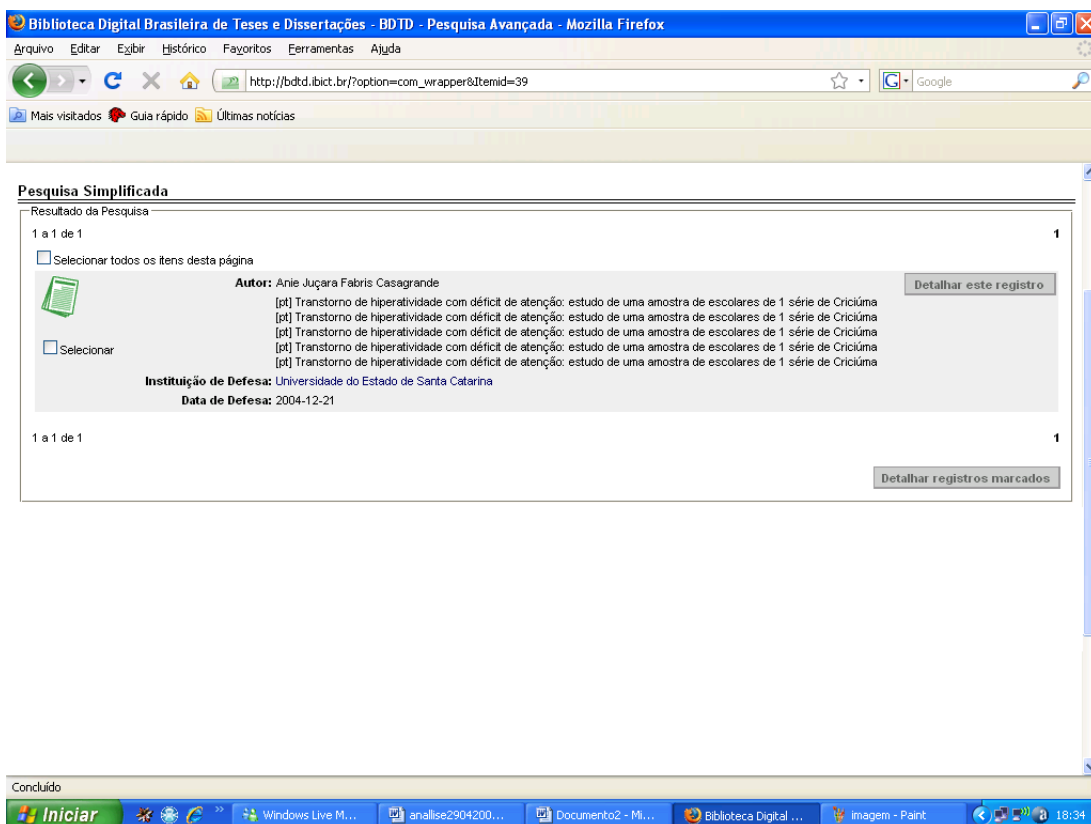 Biblioteca Digital Brasileira de Teses e Dissertações - BDTD - Pesquisa Avançada - Mozilla Firefox
Arquivo Editar Exibir Histórico Favoritos Ferramentas Ajuda
http://bdtd.ibict.br/?option=com_wrapper&Itemid=39 G Google
Mais visitados Guia rápido Últimas notícias
Pesquisa Simplificada
Resultado da Pesquisa
1 a 1 de 1 1
Selecionar todos os itens desta página
Autor: Anie Juçara Fabris Casagrande Detalhar este registro
[pt] Transtorno de hiperatividade com déficit de atenção: estudo de uma amostra de escolares de 1 série de Criciúma
[pt] Transtorno de hiperatividade com déficit de atenção: estudo de uma amostra de escolares de 1 série de Criciúma
[pt] Transtorno de hiperatividade com déficit de atenção: estudo de uma amostra de escolares de 1 série de Criciúma
Selecionar [pt] Transtorno de hiperatividade com déficit de atenção: estudo de uma amostra de escolares de 1 série de Criciúma
[pt] Transtorno de hiperatividade com déficit de atenção: estudo de uma amostra de escolares de 1 série de Criciúma
Instituição de Defesa: Universidade do Estado de Santa Catarina
Data de Defesa: 2004-12-21
1 a 1 de 1 1
Detalhar registros marcados
Concluído
Iniciar » Windows Live M... anallise2904200... Documento2 - Mi... Biblioteca Digital ... imagem - Paint 18:34